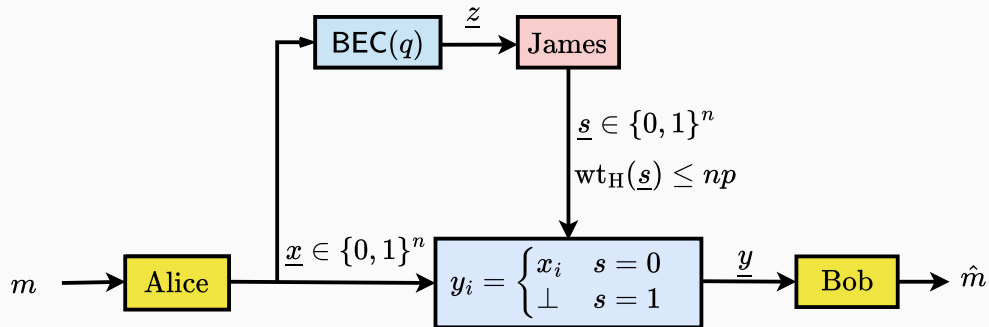 BEC(q)
z
James
s ∈ {0, 1}ⁿ
wt_H(s) ≤ np
m
Alice
x ∈ {0, 1}ⁿ
y_i = { x_i s = 0
⊥ s = 1
y
Bob
m̂